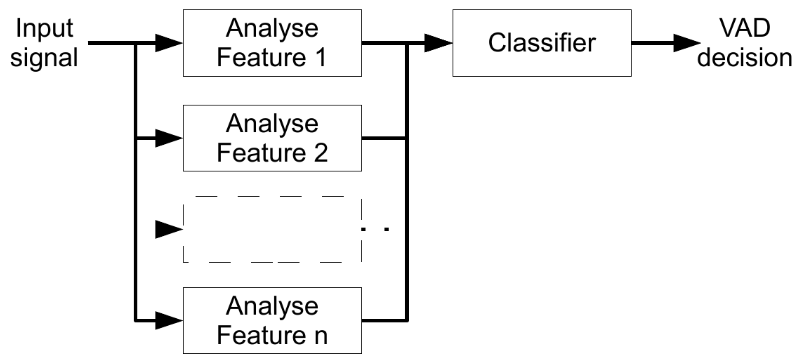 Input
signal
Analyse
Feature 1
Classifier
VAD
decision
Analyse
Feature 2
Analyse
Feature n